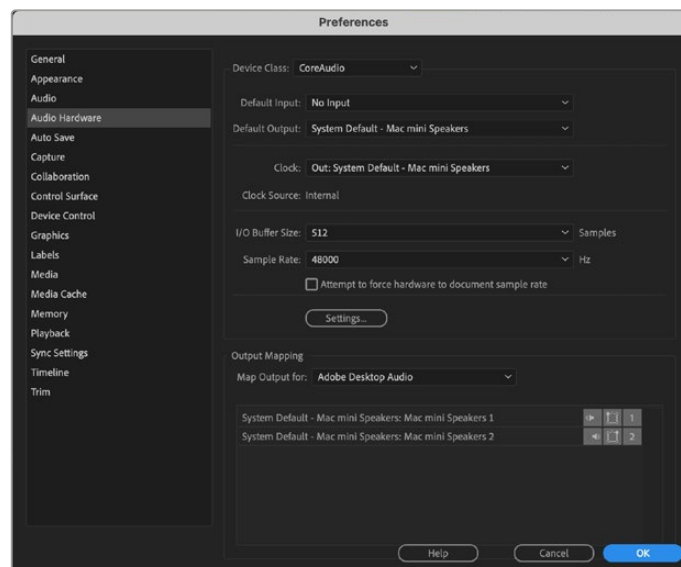 Preferences
General
Appearance
Audio
Audio Hardware
Auto Save
Capture
Collaboration
Control Surface
Device Control
Graphics
Labels
Media
Media Cache
Memory
Playback
Sync Settings
Timeline
Trim
Device Class: CoreAudio
Default Input: No Input
Default Output: System Default - Mac mini Speakers
Clock: Out: System Default - Mac mini Speakers
Clock Source: Internal
I/O Buffer Size: 512 Samples
Sample Rate: 48000 Hz
Attempt to force hardware to document sample rate
Settings...
Output Mapping
Map Output for: Adobe Desktop Audio
System Default - Mac mini Speakers: Mac mini Speakers 1 1
System Default - Mac mini Speakers: Mac mini Speakers 2 2
Help Cancel OK